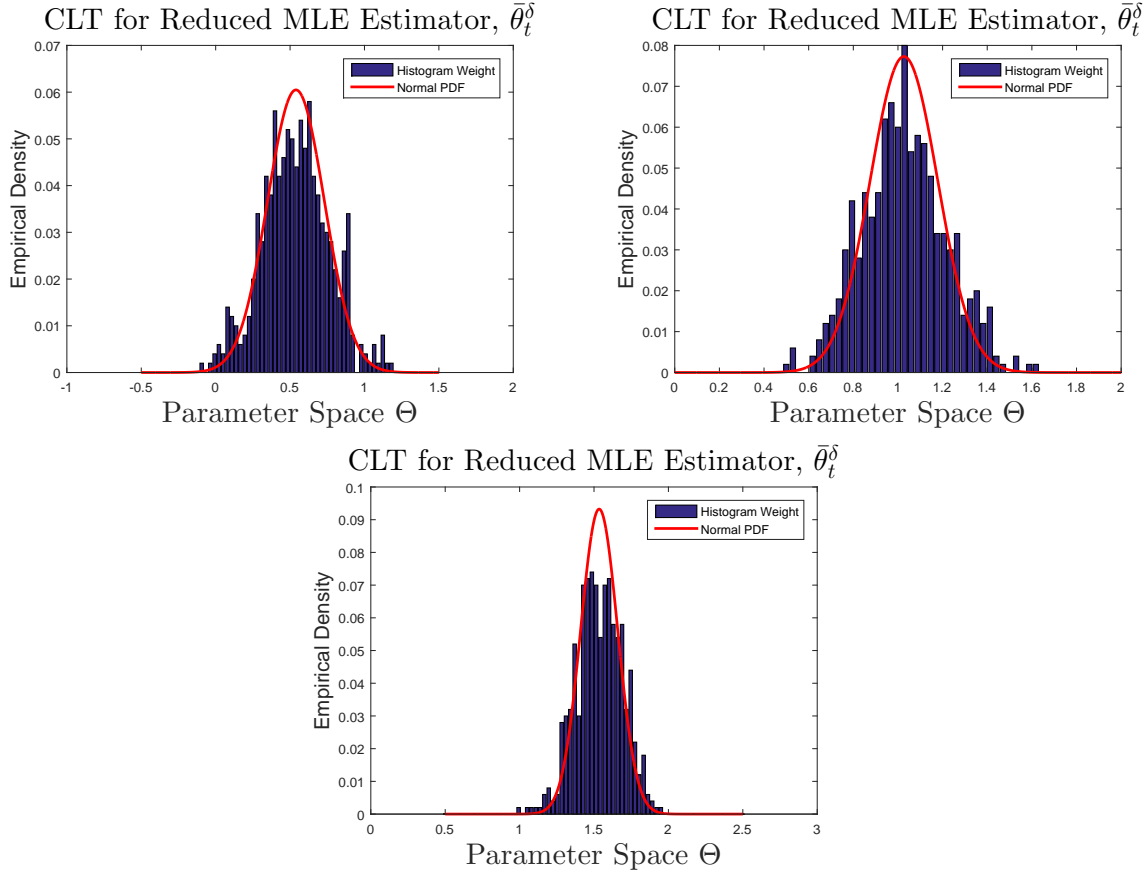 CLT for Reduced MLE Estimator, θ̄ₜᵟ
0.07
0.06
0.05
0.04
0.03
0.02
0.01
0
Empirical Density
Histogram Weight
Normal PDF
-1 -0.5 0 0.5 1 1.5 2
Parameter Space Θ
CLT for Reduced MLE Estimator, θ̄ₜᵟ
0.08
0.07
0.06
0.05
0.04
0.03
0.02
0.01
0
Empirical Density
Histogram Weight
Normal PDF
0 0.2 0.4 0.6 0.8 1 1.2 1.4 1.6 1.8 2
Parameter Space Θ
CLT for Reduced MLE Estimator, θ̄ₜᵟ
0.1
0.09
0.08
0.07
0.06
0.05
0.04
0.03
0.02
0.01
0
Empirical Density
Histogram Weight
Normal PDF
0 0.5 1 1.5 2 2.5 3
Parameter Space Θ